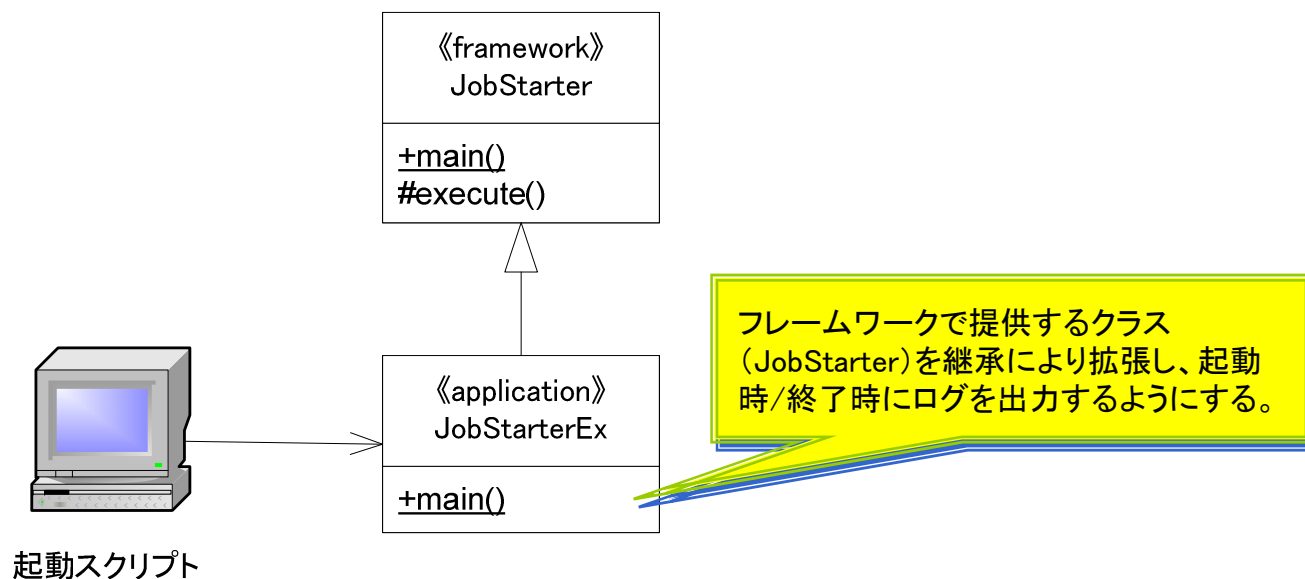 《framework》
JobStarter
+main()
#execute()
フレームワークで提供するクラス
(JobStarter)を継承により拡張し、起動
時/終了時にログを出力するようにする。
《application》
JobStarterEx
+main()
起動スクリプト